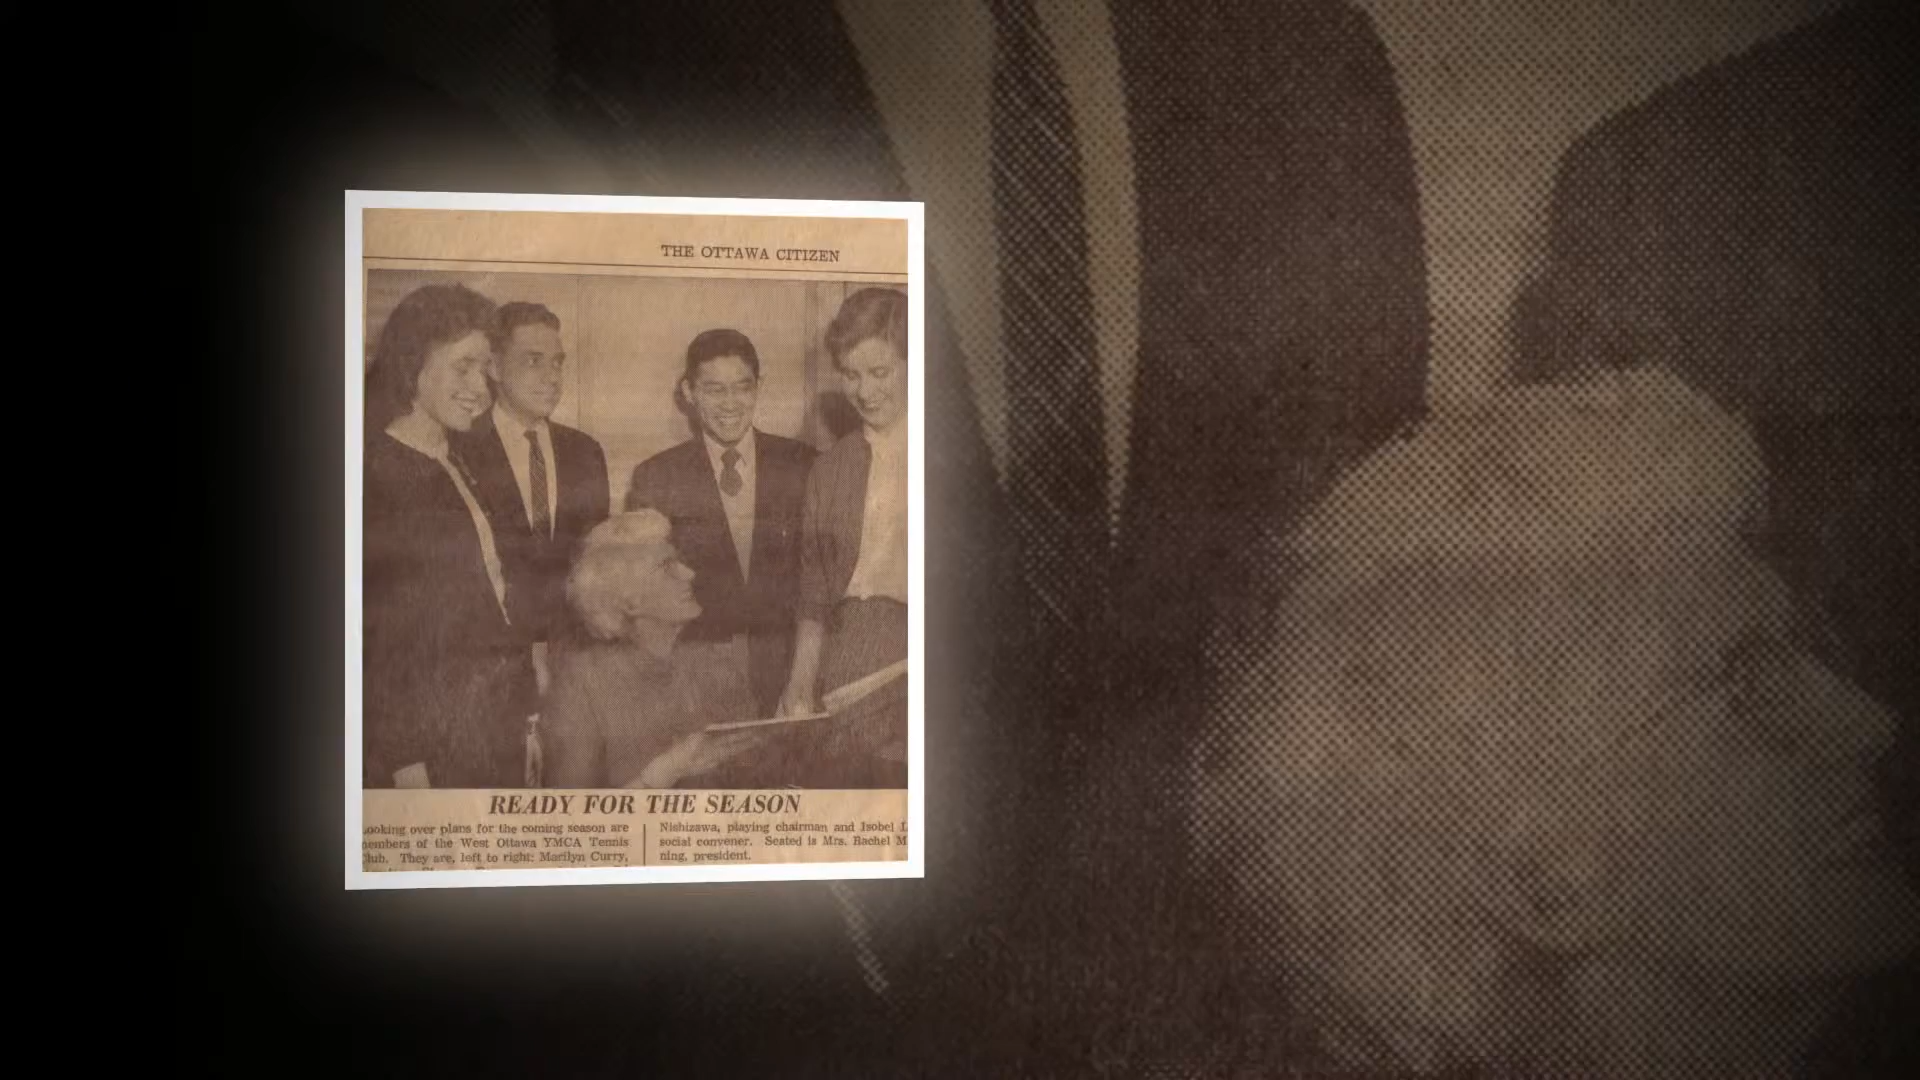 THE OTTAWA CITIZEN
READY FOR THE SEASON
ooking over plans for the coming season are
embers of the West Ottawa YMCA Tennis
lub. They are, left to right: Marilyn Curry,
Nishizawa, playing chairman and Isobel
social convener. Seated is Mrs. Rachel M
ning, president.